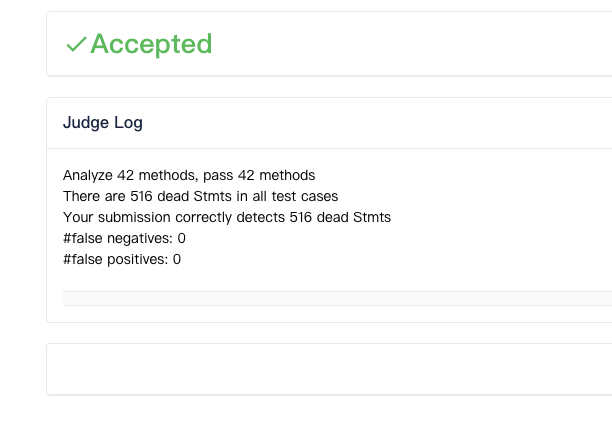 Accepted
Judge Log
Analyze 42 methods, pass 42 methods
There are 516 dead Stmts in all test cases
Your submission correctly detects 516 dead Stmts
#false negatives: 0
#false positives: 0